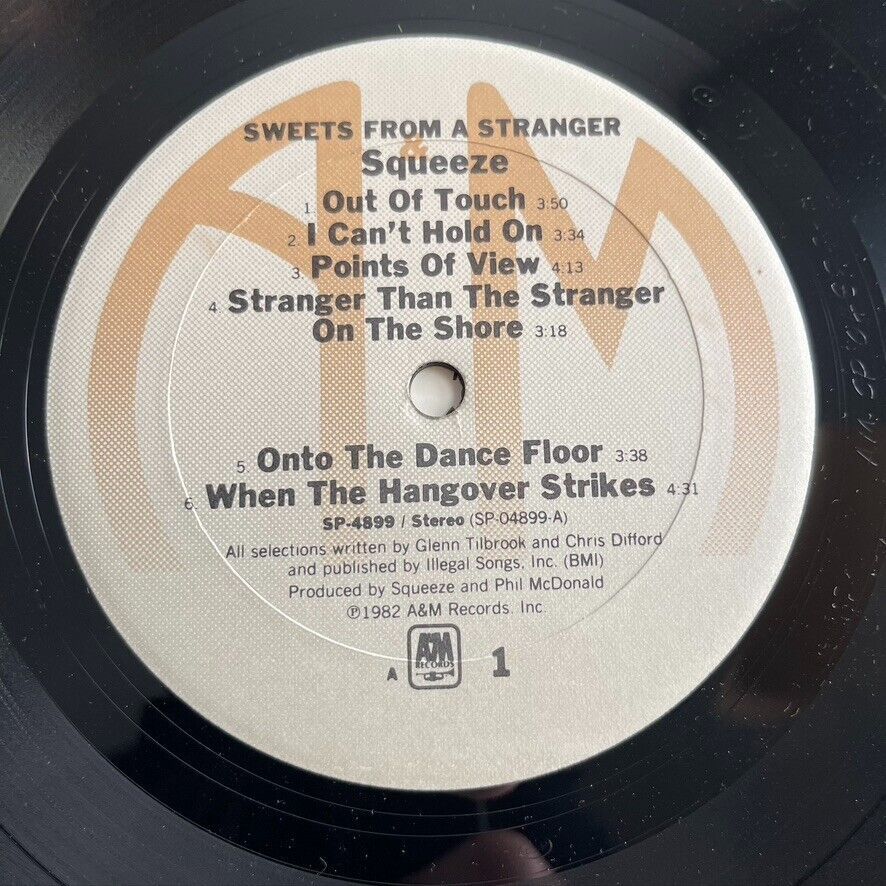 SWEETS FROM A STRANGER
Squeeze
1. Out Of Touch 3:50
2. I Can't Hold On 3:34
3. Points Of View 4:13
4. Stranger Than The Stranger
On The Shore 3:18
5. Onto The Dance Floor 3:38
6. When The Hangover Strikes 4:31
SP-4899 / Stereo (SP-04899-A)
All selections written by Glenn Tilbrook and Chris Difford
and published by Illegal Songs, Inc. (BMI)
Produced by Squeeze and Phil McDonald
℗1982 A&M Records, Inc.
A&M
RECORDS
A 1